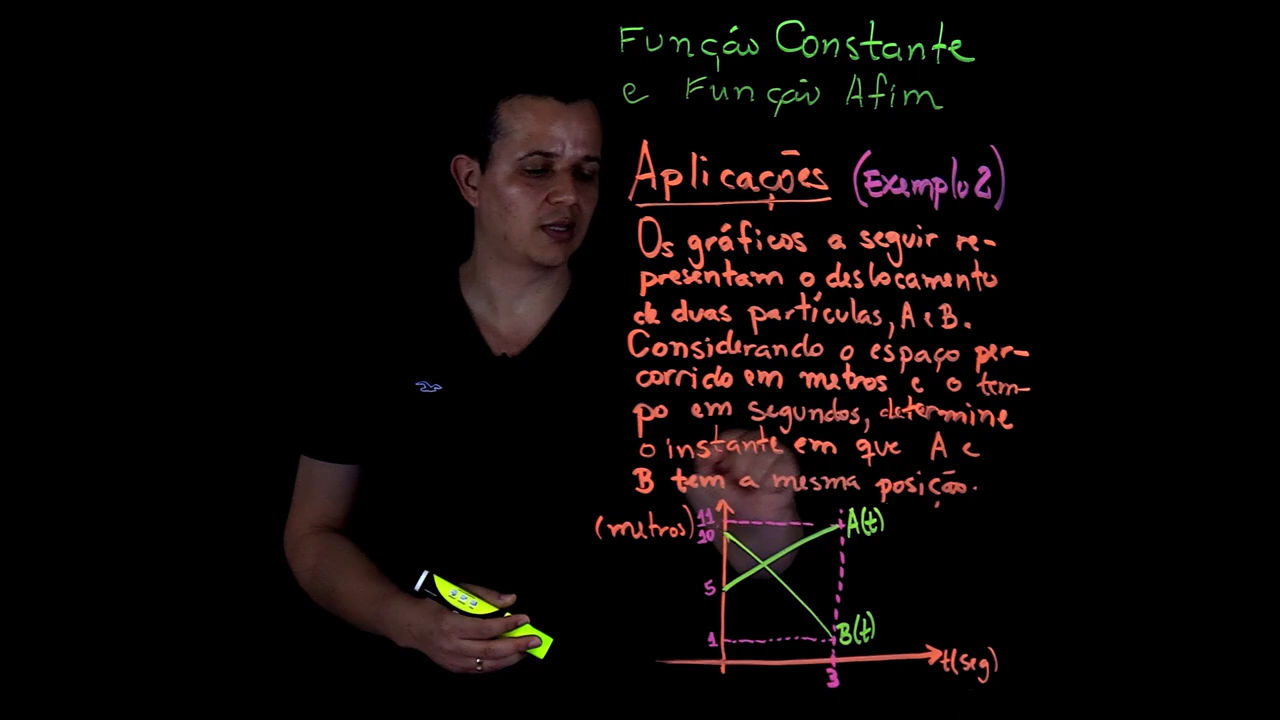 Função Constante
e Função Afim
Aplicações (Exemplo 2)
Os gráficos a seguir re-
presentam o deslocamento
de duas partículas, A e B.
Considerando o espaço per-
corrido em metros e o tem-
po em segundos, determine
o instante em que A e
B tem a mesma posição.
(metros) 11 A(t)
10
5
1 B(t)
t(seg)
3